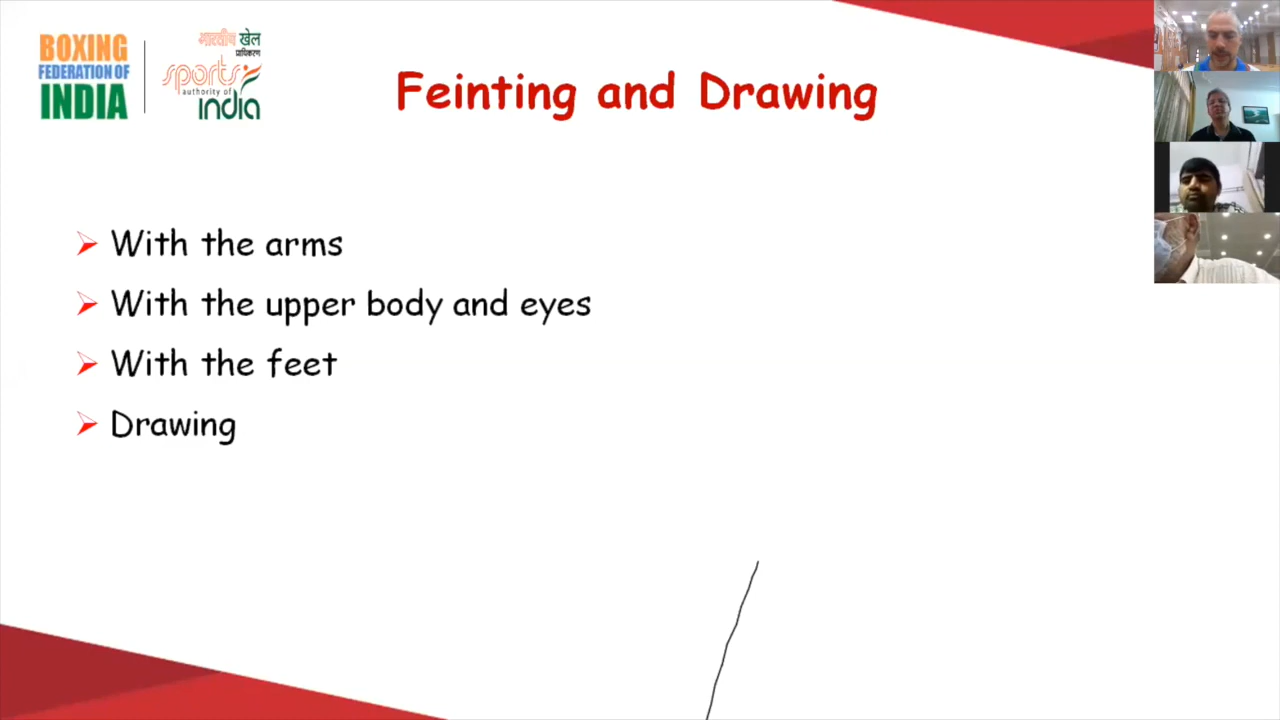 BOXING
FEDERATION OF
INDIA
भारतीय खेल
प्राधिकरण
sports
authority of
india
Feinting and Drawing
With the arms
With the upper body and eyes
With the feet
Drawing